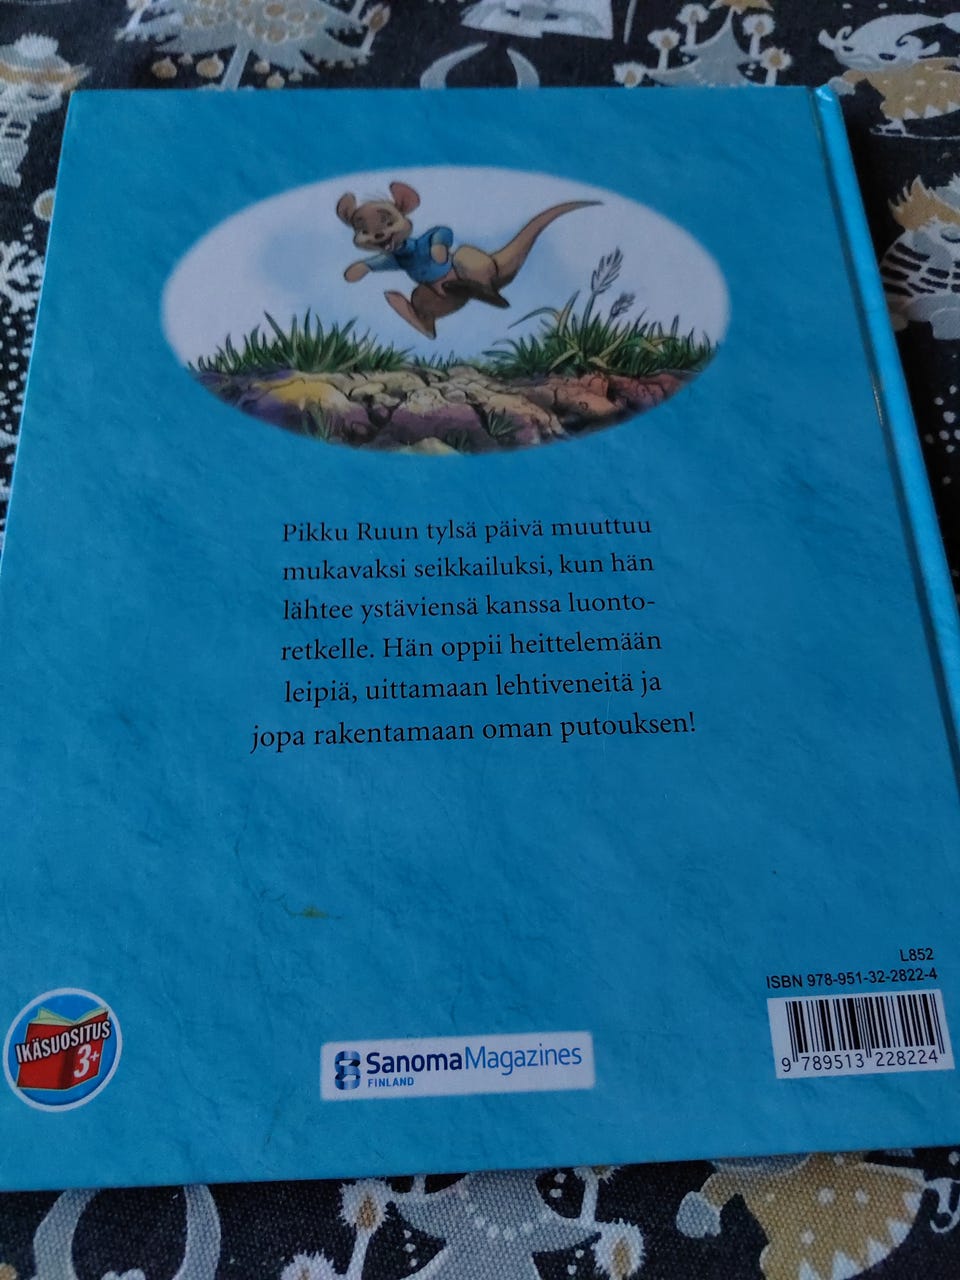 Pikku Ruun tylsä päivä muuttuu
mukavaksi seikkailuksi, kun hän
lähtee ystäviensä kanssa luonto-
retkelle. Hän oppii heittelemään
leipiä, uittamaan lehtiveneitä ja
jopa rakentamaan oman putouksen!
L852
ISBN 978-951-32-2822-4
9 789513 228224
IKÄSUOSITUS
3+
SanomaMagazines
FINLAND